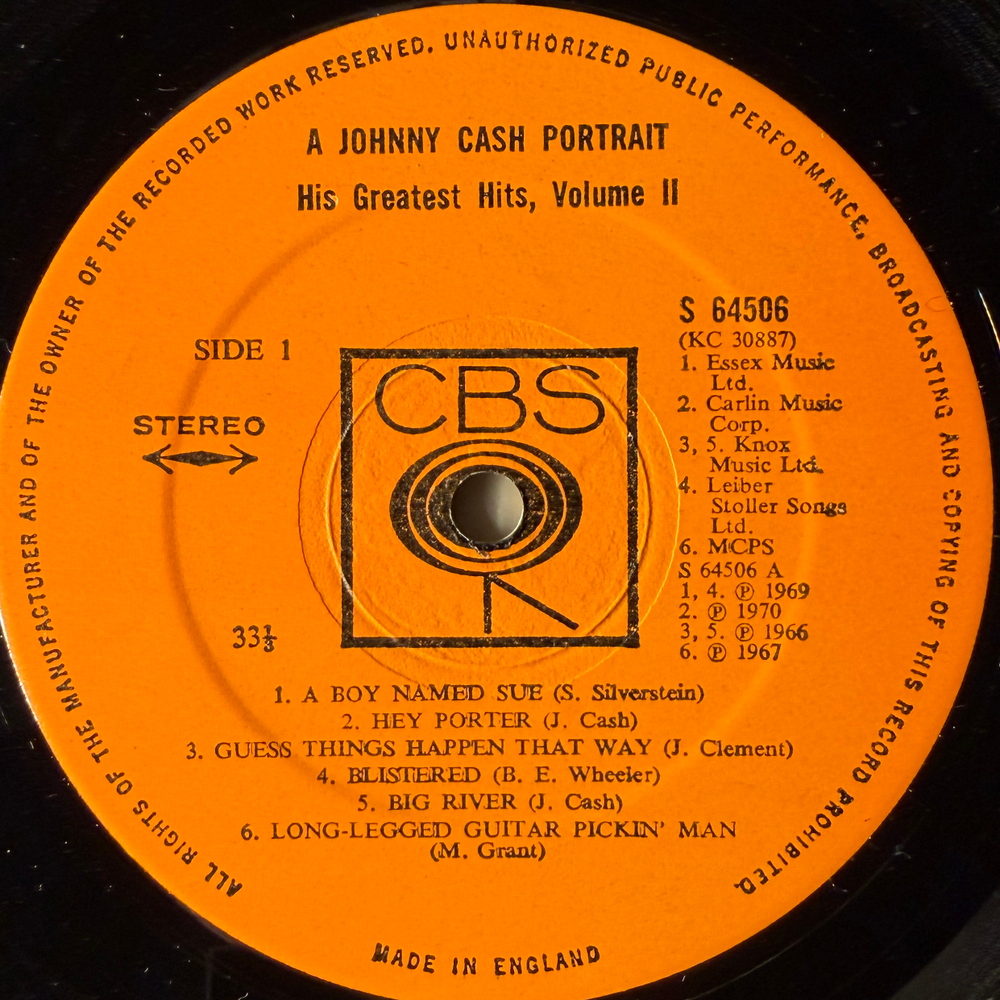 ALL RIGHTS OF THE MANUFACTURER AND OF THE OWNER OF THE RECORDED WORK RESERVED. UNAUTHORIZED PUBLIC PERFORMANCE, BROADCASTING AND COPYING OF THIS RECORD PROHIBITED.
A JOHNNY CASH PORTRAIT
His Greatest Hits, Volume II
S 64506
(KC 30887)
1. Essex Music
Ltd.
2. Carlin Music
Corp.
3, 5. Knox
Music Ltd.
4. Leiber
Stoller Songs
Ltd.
6. MCPS
S 64506 A
1, 4. ℗ 1969
2. ℗ 1970
3, 5. ℗ 1966
6. ℗ 1967
SIDE 1
STEREO
CBS
33⅓
1. A BOY NAMED SUE (S. Silverstein)
2. HEY PORTER (J. Cash)
3. GUESS THINGS HAPPEN THAT WAY (J. Clement)
4. BLISTERED (B. E. Wheeler)
5. BIG RIVER (J. Cash)
6. LONG-LEGGED GUITAR PICKIN' MAN
(M. Grant)
MADE IN ENGLAND